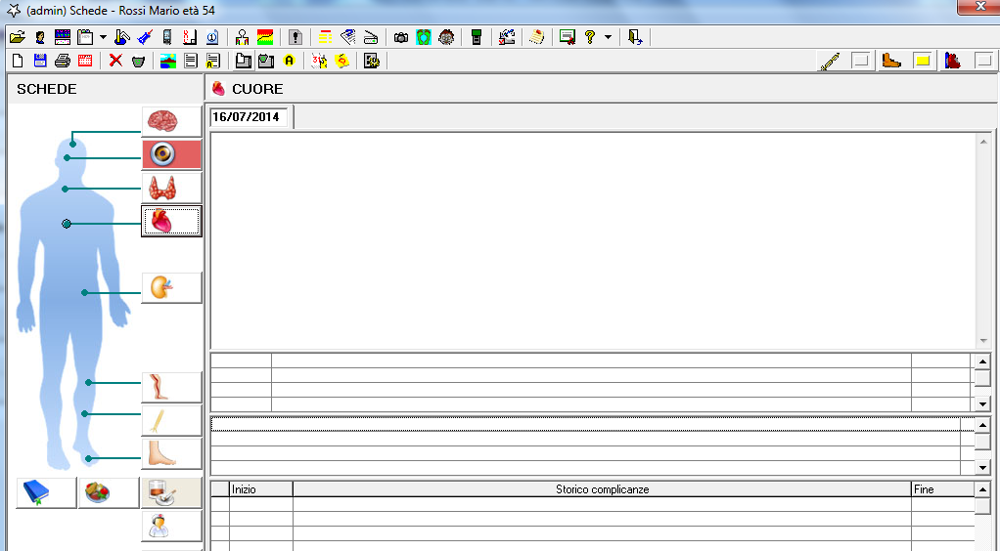 (admin) Schede - Rossi Mario età 54
SCHEDE
CUORE
16/07/2014
Inizio
Storico complicanze
Fine